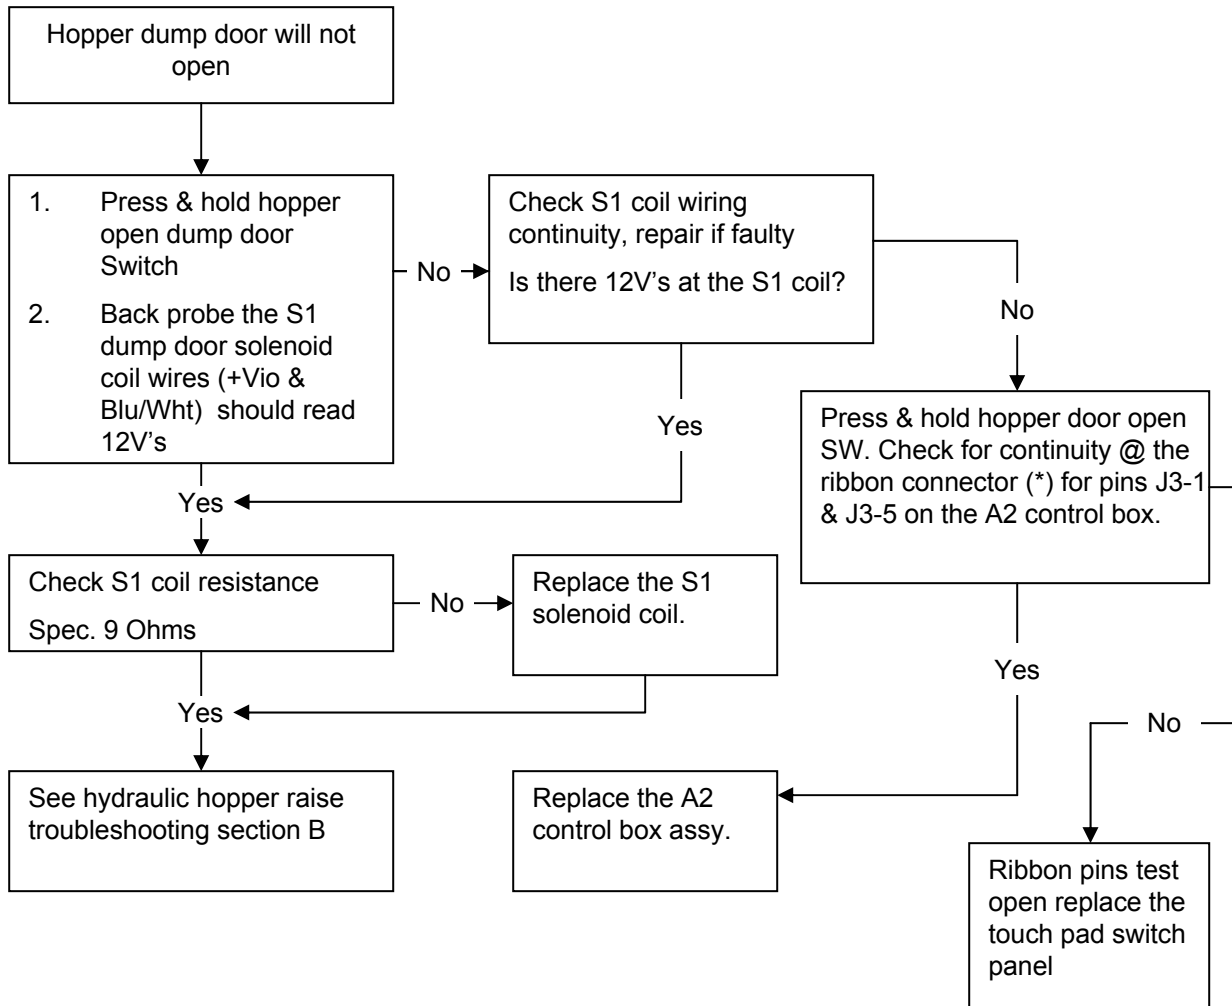 Hopper dump door will not
open
1. Press & hold hopper
open dump door
Switch
2. Back probe the S1
dump door solenoid
coil wires (+Vio &
Blu/Wht) should read
12V's
No
Check S1 coil wiring
continuity, repair if faulty
Is there 12V's at the S1 coil?
No
Yes
Press & hold hopper door open
SW. Check for continuity @ the
ribbon connector (*) for pins J3-1
& J3-5 on the A2 control box.
Yes
Check S1 coil resistance
Spec. 9 Ohms
No
Replace the S1
solenoid coil.
Yes
Yes
No
See hydraulic hopper raise
troubleshooting section B
Replace the A2
control box assy.
Ribbon pins test
open replace the
touch pad switch
panel